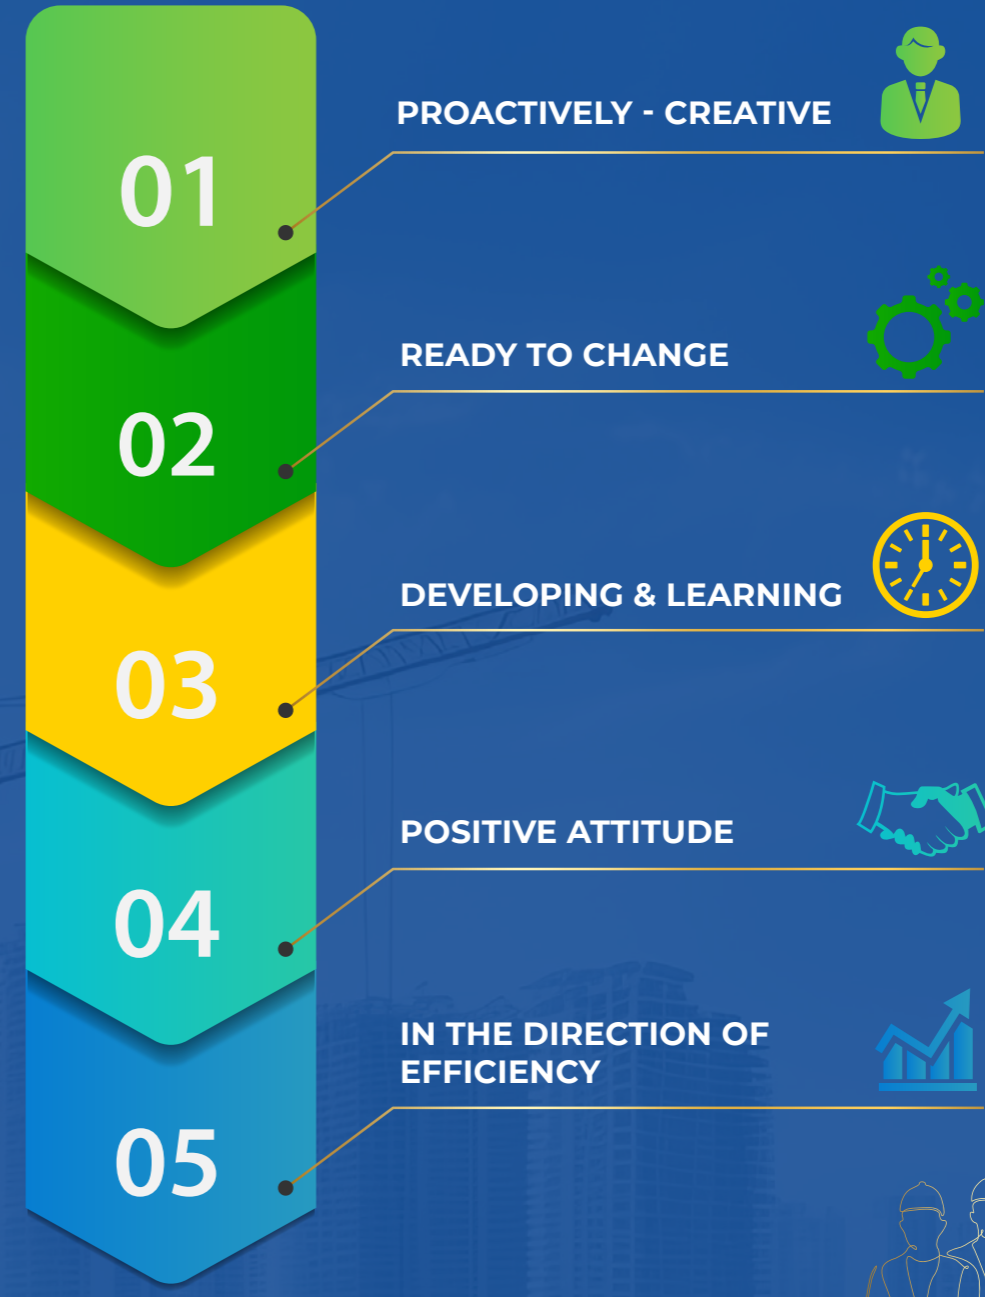 01
PROACTIVELY - CREATIVE
02
READY TO CHANGE
03
DEVELOPING & LEARNING
04
POSITIVE ATTITUDE
05
IN THE DIRECTION OF
EFFICIENCY